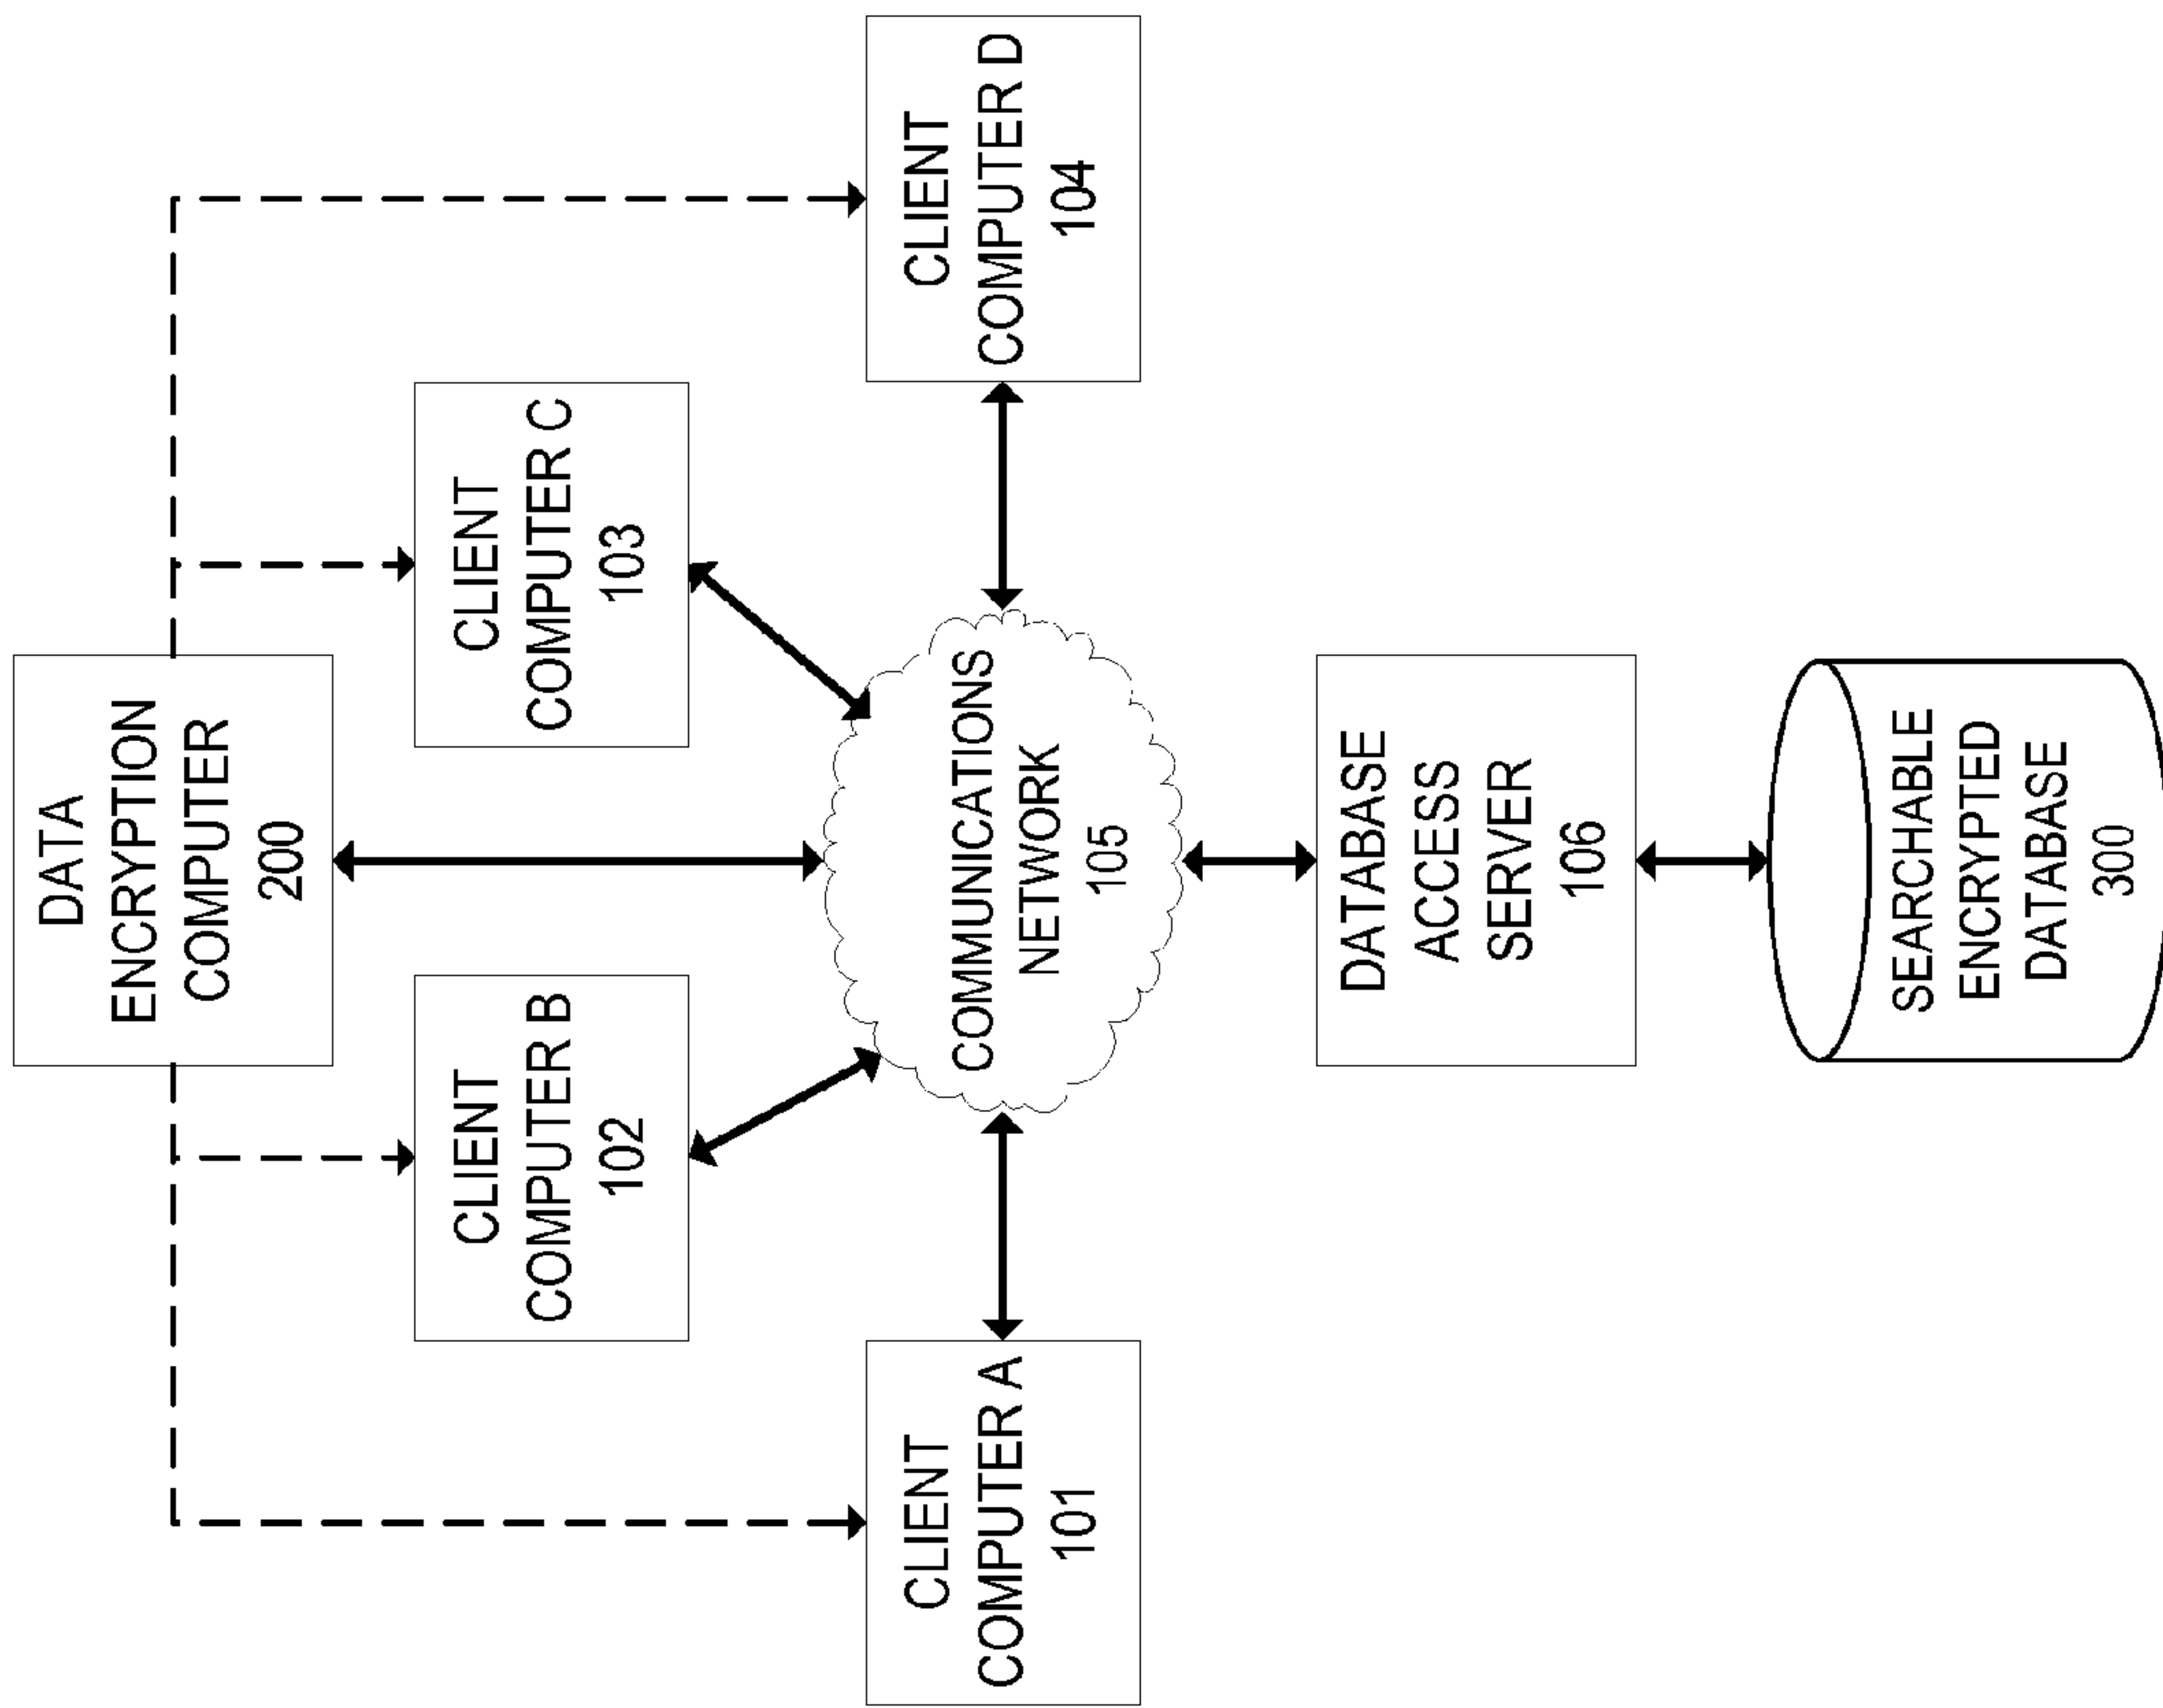 DATA
ENCRYPTION
COMPUTER
200
CLIENT
COMPUTER B
102
CLIENT
COMPUTER C
103
CLIENT
COMPUTER A
101
COMMUNICATIONS
NETWORK
105
CLIENT
COMPUTER D
104
DATABASE
ACCESS
SERVER
106
SEARCHABLE
ENCRYPTED
DATABASE
300